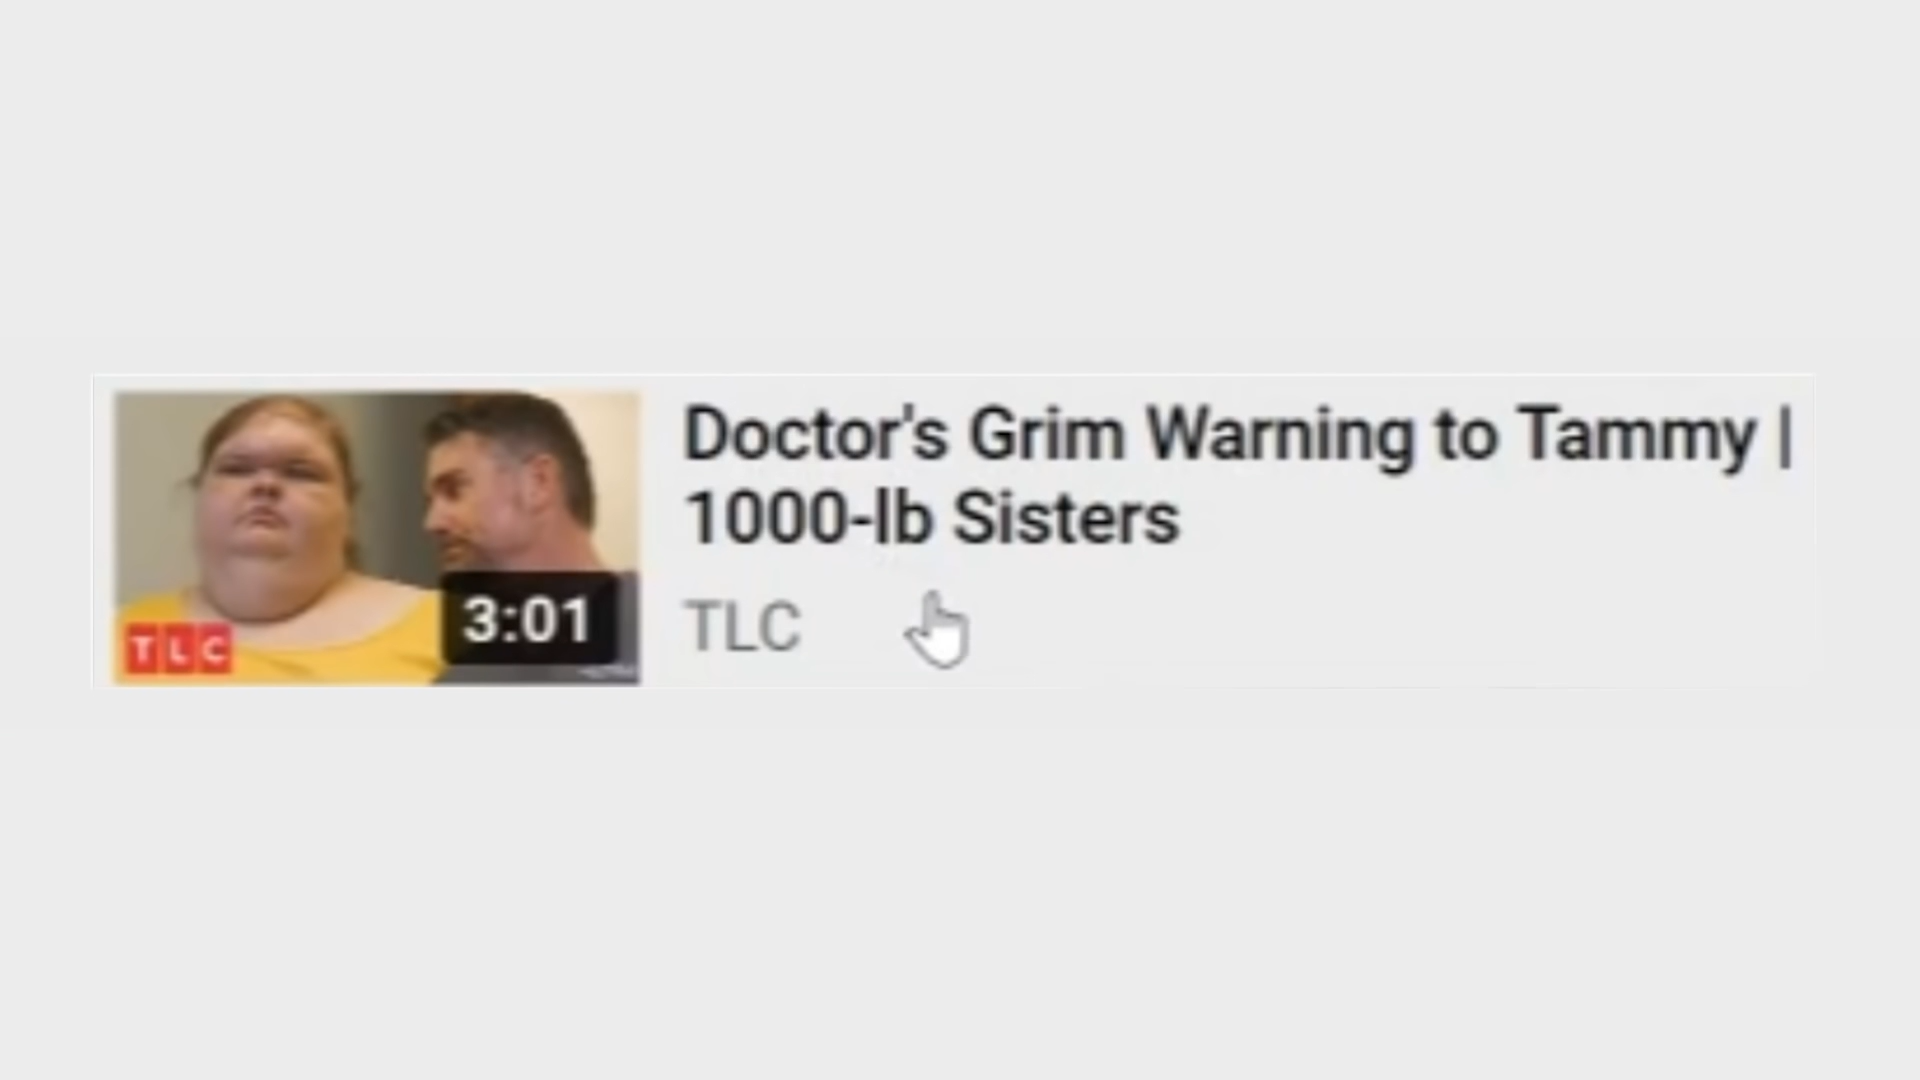 Doctor's Grim Warning to Tammy |
1000-lb Sisters
TLC
TLC
3:01